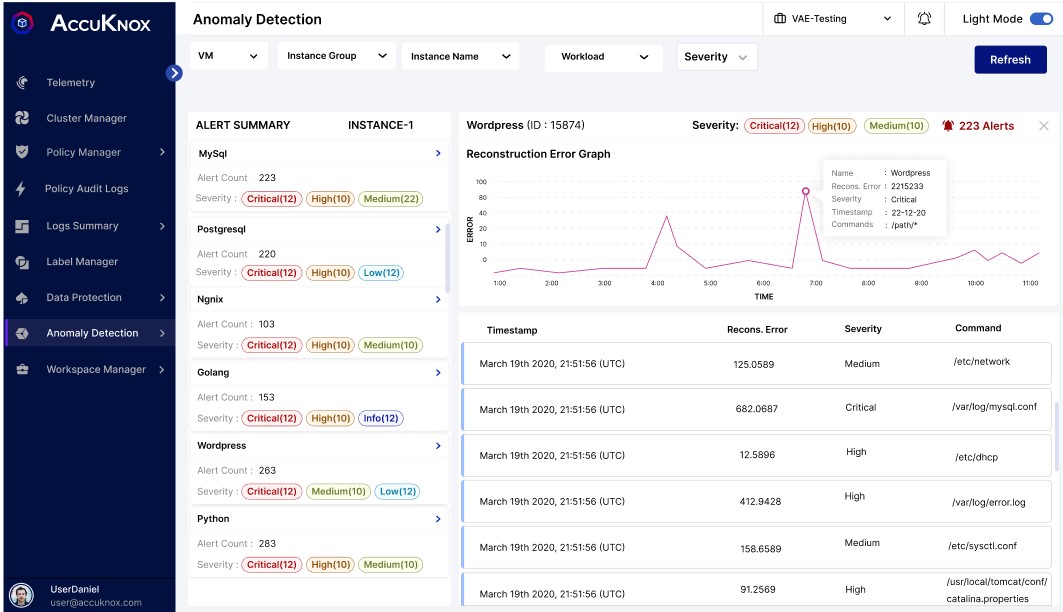 ACCUKNOX
Anomaly Detection
VAE-Testing
Light Mode
VM
Instance Group
Instance Name
Workload
Severity
Refresh
Telemetry
Cluster Manager
Policy Manager
Policy Audit Logs
Logs Summary
Label Manager
Data Protection
Anomaly Detection
Workspace Manager
UserDaniel
user@accuknox.com
ALERT SUMMARY INSTANCE-1
MySql
Alert Count 223
Severity : Critical(12) High(10) Medium(22)
Postgresql
Alert Count 220
Severity : Critical(12) High(10) Low(12)
Ngnix
Alert Count : 103
Severity : Critical(12) High(10) Medium(10)
Golang
Alert Count : 153
Severity : Critical(12) High(10) Info(12)
Wordpress
Alert Count : 263
Severity : Critical(12) Medium(10) Low(12)
Python
Alert Count : 283
Severity : Critical(12) High(10) Medium(10)
Wordpress (ID : 15874) Severity: Critical(12) High(10) Medium(10) 223 Alerts
Reconstruction Error Graph
ERROR
100
80
40
20
10
0
1:00 2:00 3:00 4:00 5:00 6:00 7:00 8:00 9:00 10:00 11:00
TIME
Name : Wordpress
Recons. Error : 2215233
Severity : Critical
Timestamp : 22-12-20
Commands : /path/*
Timestamp Recons. Error Severity Command
March 19th 2020, 21:51:56 (UTC) 125.0589 Medium /etc/network
March 19th 2020, 21:51:56 (UTC) 682.0687 Critical /var/log/mysql.conf
March 19th 2020, 21:51:56 (UTC) 12.5896 High /etc/dhcp
March 19th 2020, 21:51:56 (UTC) 412.9428 High /var/log/error.log
March 19th 2020, 21:51:56 (UTC) 158.6589 Medium /etc/sysctl.conf
March 19th 2020, 21:51:56 (UTC) 91.2569 High /usr/local/tomcat/conf/
catalina.properties